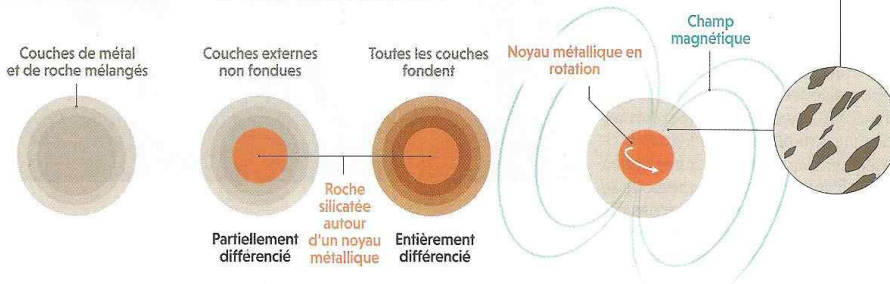 Couches de métal
et de roche mélangés
Couches externes
non fondues
Toutes les couches
fondent
Noyau métallique en
rotation
Champ
magnétique
Roche
silicatée
autour
d'un noyau
métallique
Partiellement
différencié
Entièrement
différencié